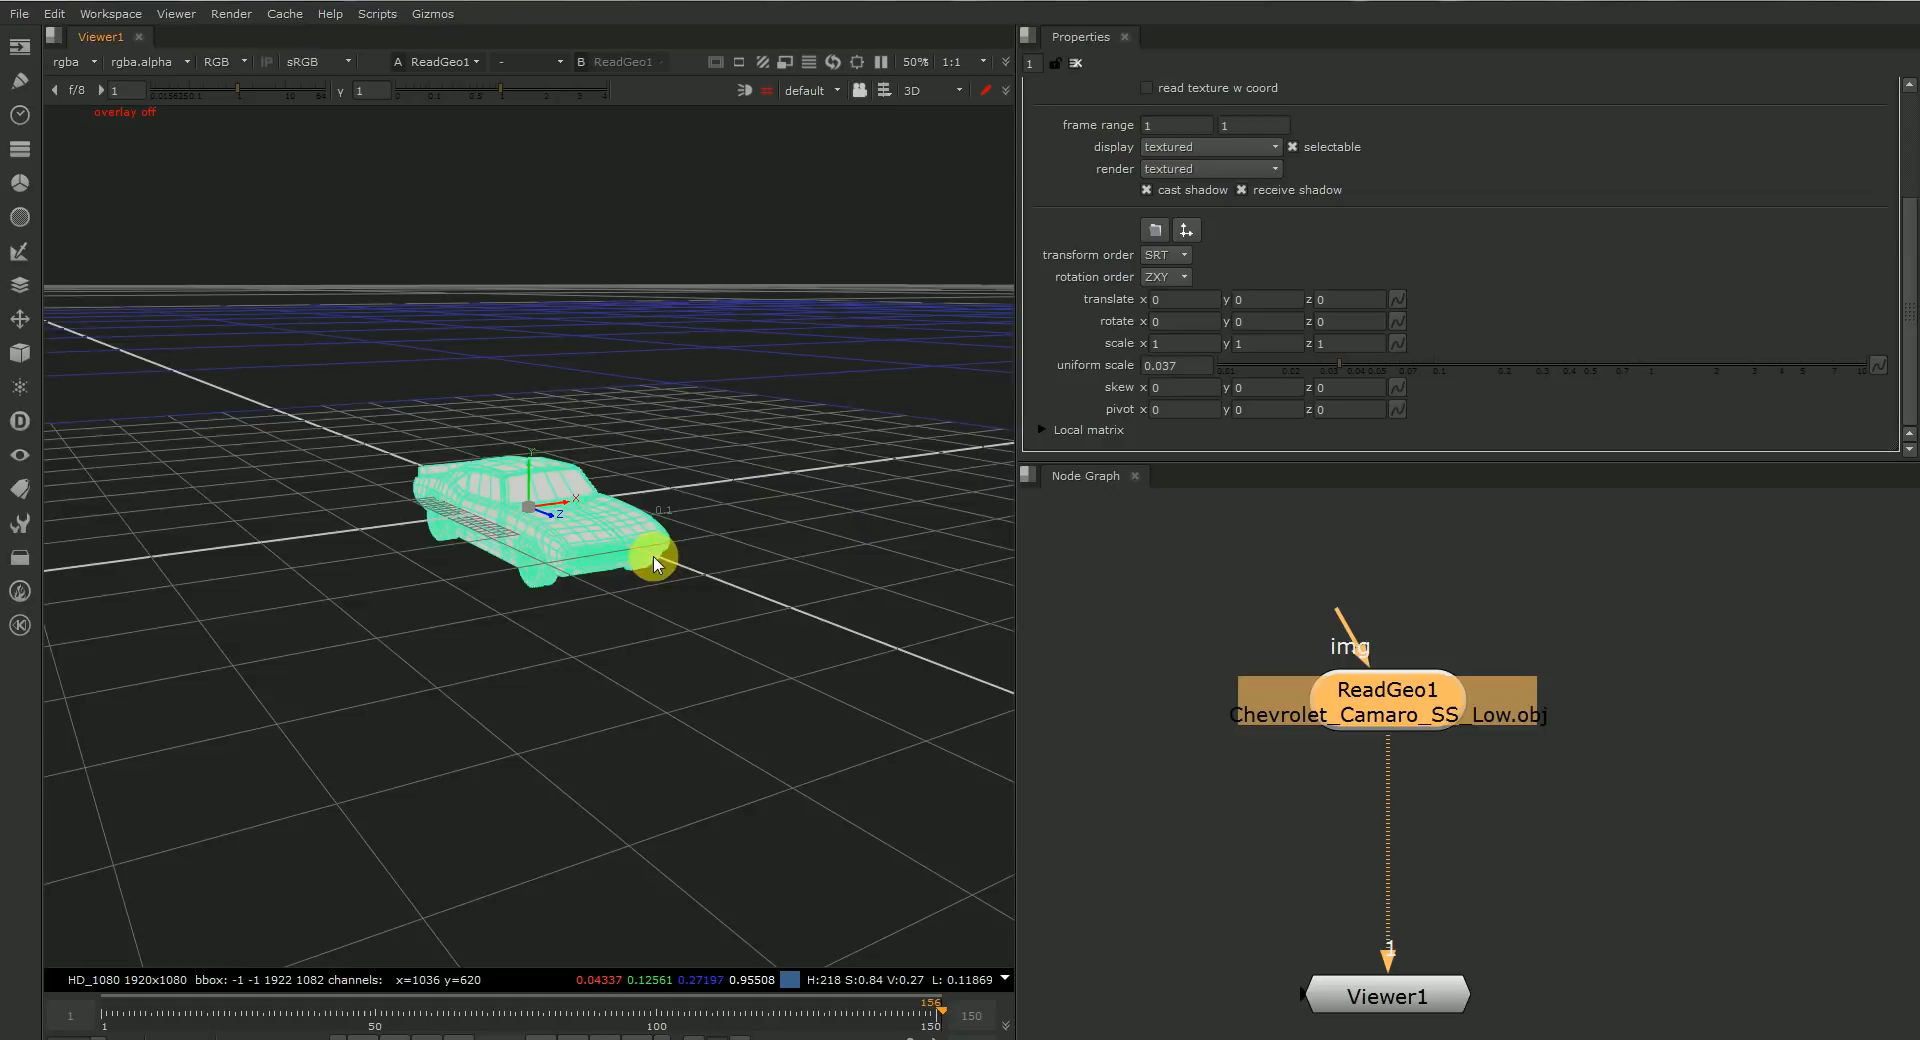 File Edit Workspace Viewer Render Cache Help Scripts Gizmos
Viewer1
Properties
rgba rgba.alpha RGB IP sRGB A ReadGeo1 - B ReadGeo1 50% 1:1
1
f/8 1 y 1 default 3D
overlay off
read texture w coord
frame range 1 1
display textured selectable
render textured
cast shadow receive shadow
transform order SRT
rotation order ZXY
translate x 0 y 0 z 0
rotate x 0 y 0 z 0
scale x 1 y 1 z 1
uniform scale 0.037
skew x 0 y 0 z 0
pivot x 0 y 0 z 0
Local matrix
Y
X
Z
0.1
Node Graph
img
ReadGeo1
Chevrolet_Camaro_SS_Low.obj
1
Viewer1
HD_1080 1920x1080 bbox: -1 -1 1922 1082 channels: x=1036 y=620 0.04337 0.12561 0.27197 0.95508 H:218 S:0.84 V:0.27 L: 0.11869
156
1 150
1 50 100 150